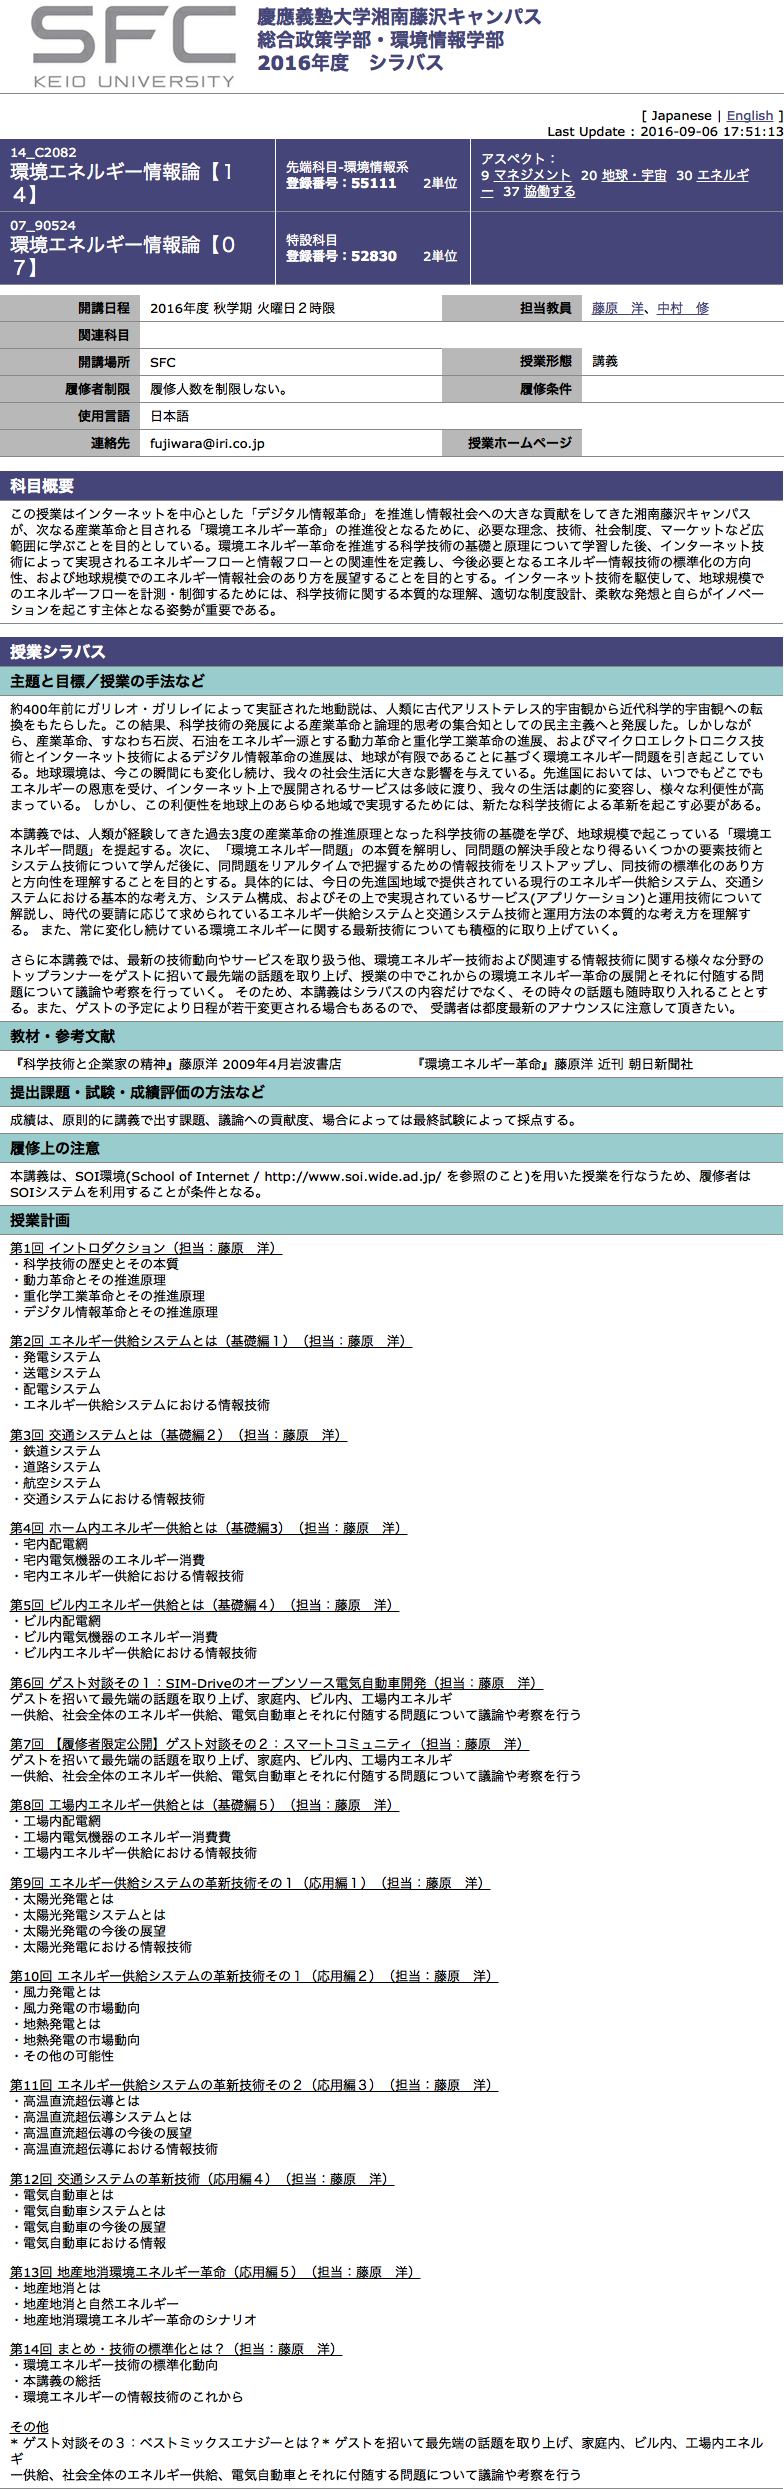 SFC
KEIO UNIVERSITY
慶應義塾大学湘南藤沢キャンパス
総合政策学部・環境情報学部
2016年度　シラバス
[ Japanese | English ]
Last Update : 2016-09-06 17:51:13
14_C2082
環境エネルギー情報論【１
４】
先端科目-環境情報系
登録番号：55111　　2単位
アスペクト：
9 マネジメント 20 地球・宇宙 30 エネルギ
ー 37 協働する
07_90524
環境エネルギー情報論【０
７】
特設科目
登録番号：52830　　2単位
開講日程　2016年度 秋学期 火曜日２時限　担当教員　藤原　洋、中村　修
関連科目
開講場所　SFC　授業形態　講義
履修者制限　履修人数を制限しない。　履修条件
使用言語　日本語
連絡先　fujiwara@iri.co.jp　授業ホームページ
科目概要
この授業はインターネットを中心とした「デジタル情報革命」を推進し情報社会への大きな貢献をしてきた湘南藤沢キャンパス
が、次なる産業革命と目される「環境エネルギー革命」の推進役となるために、必要な理念、技術、社会制度、マーケットなど広
範囲に学ぶことを目的としている。環境エネルギー革命を推進する科学技術の基礎と原理について学習した後、インターネット技
術によって実現されるエネルギーフローと情報フローとの関連性を定義し、今後必要となるエネルギー情報技術の標準化の方向
性、および地球規模でのエネルギー情報社会のあり方を展望することを目的とする。インターネット技術を駆使して、地球規模で
のエネルギーフローを計測・制御するためには、科学技術に関する本質的な理解、適切な制度設計、柔軟な発想と自らがイノベー
ションを起こす主体となる姿勢が重要である。
授業シラバス
主題と目標／授業の手法など
約400年前にガリレオ・ガリレイによって実証された地動説は、人類に古代アリストテレス的宇宙観から近代科学的宇宙観への転
換をもたらした。この結果、科学技術の発展による産業革命と論理的思考の集合知としての民主主義へと発展した。しかしなが
ら、産業革命、すなわち石炭、石油をエネルギー源とする動力革命と重化学工業革命の進展、およびマイクロエレクトロニクス技
術とインターネット技術によるデジタル情報革命の進展は、地球が有限であることに基づく環境エネルギー問題を引き起こしてい
る。地球環境は、今この瞬間にも変化し続け、我々の社会生活に大きな影響を与えている。先進国においては、いつでもどこでも
エネルギーの恩恵を受け、インターネット上で展開されるサービスは多岐に渡り、我々の生活は劇的に変容し、様々な利便性が高
まっている。 しかし、この利便性を地球上のあらゆる地域で実現するためには、新たな科学技術による革新を起こす必要がある。
本講義では、人類が経験してきた過去3度の産業革命の推進原理となった科学技術の基礎を学び、地球規模で起こっている「環境エ
ネルギー問題」を提起する。次に、「環境エネルギー問題」の本質を解明し、同問題の解決手段となり得るいくつかの要素技術と
システム技術について学んだ後に、同問題をリアルタイムで把握するための情報技術をリストアップし、同技術の標準化のあり方
と方向性を理解することを目的とする。具体的には、今日の先進国地域で提供されている現行のエネルギー供給システム、交通シ
ステムにおける基本的な考え方、システム構成、およびその上で実現されているサービス(アプリケーション)と運用技術について
解説し、時代の要請に応じて求められているエネルギー供給システムと交通システム技術と運用方法の本質的な考え方を理解す
る。 また、常に変化し続けている環境エネルギーに関する最新技術についても積極的に取り上げていく。
さらに本講義では、最新の技術動向やサービスを取り扱う他、環境エネルギー技術および関連する情報技術に関する様々な分野の
トップランナーをゲストに招いて最先端の話題を取り上げ、授業の中でこれからの環境エネルギー革命の展開とそれに付随する問
題について議論や考察を行っていく。 そのため、本講義はシラバスの内容だけでなく、その時々の話題も随時取り入れることとす
る。また、ゲストの予定により日程が若干変更される場合もあるので、 受講者は都度最新のアナウンスに注意して頂きたい。
教材・参考文献
『科学技術と企業家の精神』藤原洋 2009年4月岩波書店　　　『環境エネルギー革命』藤原洋 近刊 朝日新聞社
提出課題・試験・成績評価の方法など
成績は、原則的に講義で出す課題、議論への貢献度、場合によっては最終試験によって採点する。
履修上の注意
本講義は、SOI環境(School of Internet / http://www.soi.wide.ad.jp/ を参照のこと)を用いた授業を行なうため、履修者は
SOIシステムを利用することが条件となる。
授業計画
第1回 イントロダクション（担当：藤原　洋）
・科学技術の歴史とその本質
・動力革命とその推進原理
・重化学工業革命とその推進原理
・デジタル情報革命とその推進原理
第2回 エネルギー供給システムとは（基礎編１）（担当：藤原　洋）
・発電システム
・送電システム
・配電システム
・エネルギー供給システムにおける情報技術
第3回 交通システムとは（基礎編２）（担当：藤原　洋）
・鉄道システム
・道路システム
・航空システム
・交通システムにおける情報技術
第4回 ホーム内エネルギー供給とは（基礎編3）（担当：藤原　洋）
・宅内配電網
・宅内電気機器のエネルギー消費
・宅内エネルギー供給における情報技術
第5回 ビル内エネルギー供給とは（基礎編４）（担当：藤原　洋）
・ビル内配電網
・ビル内電気機器のエネルギー消費
・ビル内エネルギー供給における情報技術
第6回 ゲスト対談その１：SIM-Driveのオープンソース電気自動車開発（担当：藤原　洋）
ゲストを招いて最先端の話題を取り上げ、家庭内、ビル内、工場内エネルギ
ー供給、社会全体のエネルギー供給、電気自動車とそれに付随する問題について議論や考察を行う
第7回 【履修者限定公開】ゲスト対談その２：スマートコミュニティ（担当：藤原　洋）
ゲストを招いて最先端の話題を取り上げ、家庭内、ビル内、工場内エネルギ
ー供給、社会全体のエネルギー供給、電気自動車とそれに付随する問題について議論や考察を行う
第8回 工場内エネルギー供給とは（基礎編５）（担当：藤原　洋）
・工場内配電網
・工場内電気機器のエネルギー消費費
・工場内エネルギー供給における情報技術
第9回 エネルギー供給システムの革新技術その１（応用編１）（担当：藤原　洋）
・太陽光発電とは
・太陽光発電システムとは
・太陽光発電の今後の展望
・太陽光発電における情報技術
第10回 エネルギー供給システムの革新技術その１（応用編２）（担当：藤原　洋）
・風力発電とは
・風力発電の市場動向
・地熱発電とは
・地熱発電の市場動向
・その他の可能性
第11回 エネルギー供給システムの革新技術その２（応用編３）（担当：藤原　洋）
・高温直流超伝導とは
・高温直流超伝導システムとは
・高温直流超伝導の今後の展望
・高温直流超伝導における情報技術
第12回 交通システムの革新技術（応用編４）（担当：藤原　洋）
・電気自動車とは
・電気自動車システムとは
・電気自動車の今後の展望
・電気自動車における情報
第13回 地産地消環境エネルギー革命（応用編５）（担当：藤原　洋）
・地産地消とは
・地産地消と自然エネルギー
・地産地消環境エネルギー革命のシナリオ
第14回 まとめ・技術の標準化とは？（担当：藤原　洋）
・環境エネルギー技術の標準化動向
・本講義の総括
・環境エネルギーの情報技術のこれから
その他
* ゲスト対談その３：ベストミックスエナジーとは？* ゲストを招いて最先端の話題を取り上げ、家庭内、ビル内、工場内エネル
ギ
ー供給、社会全体のエネルギー供給、電気自動車とそれに付随する問題について議論や考察を行う